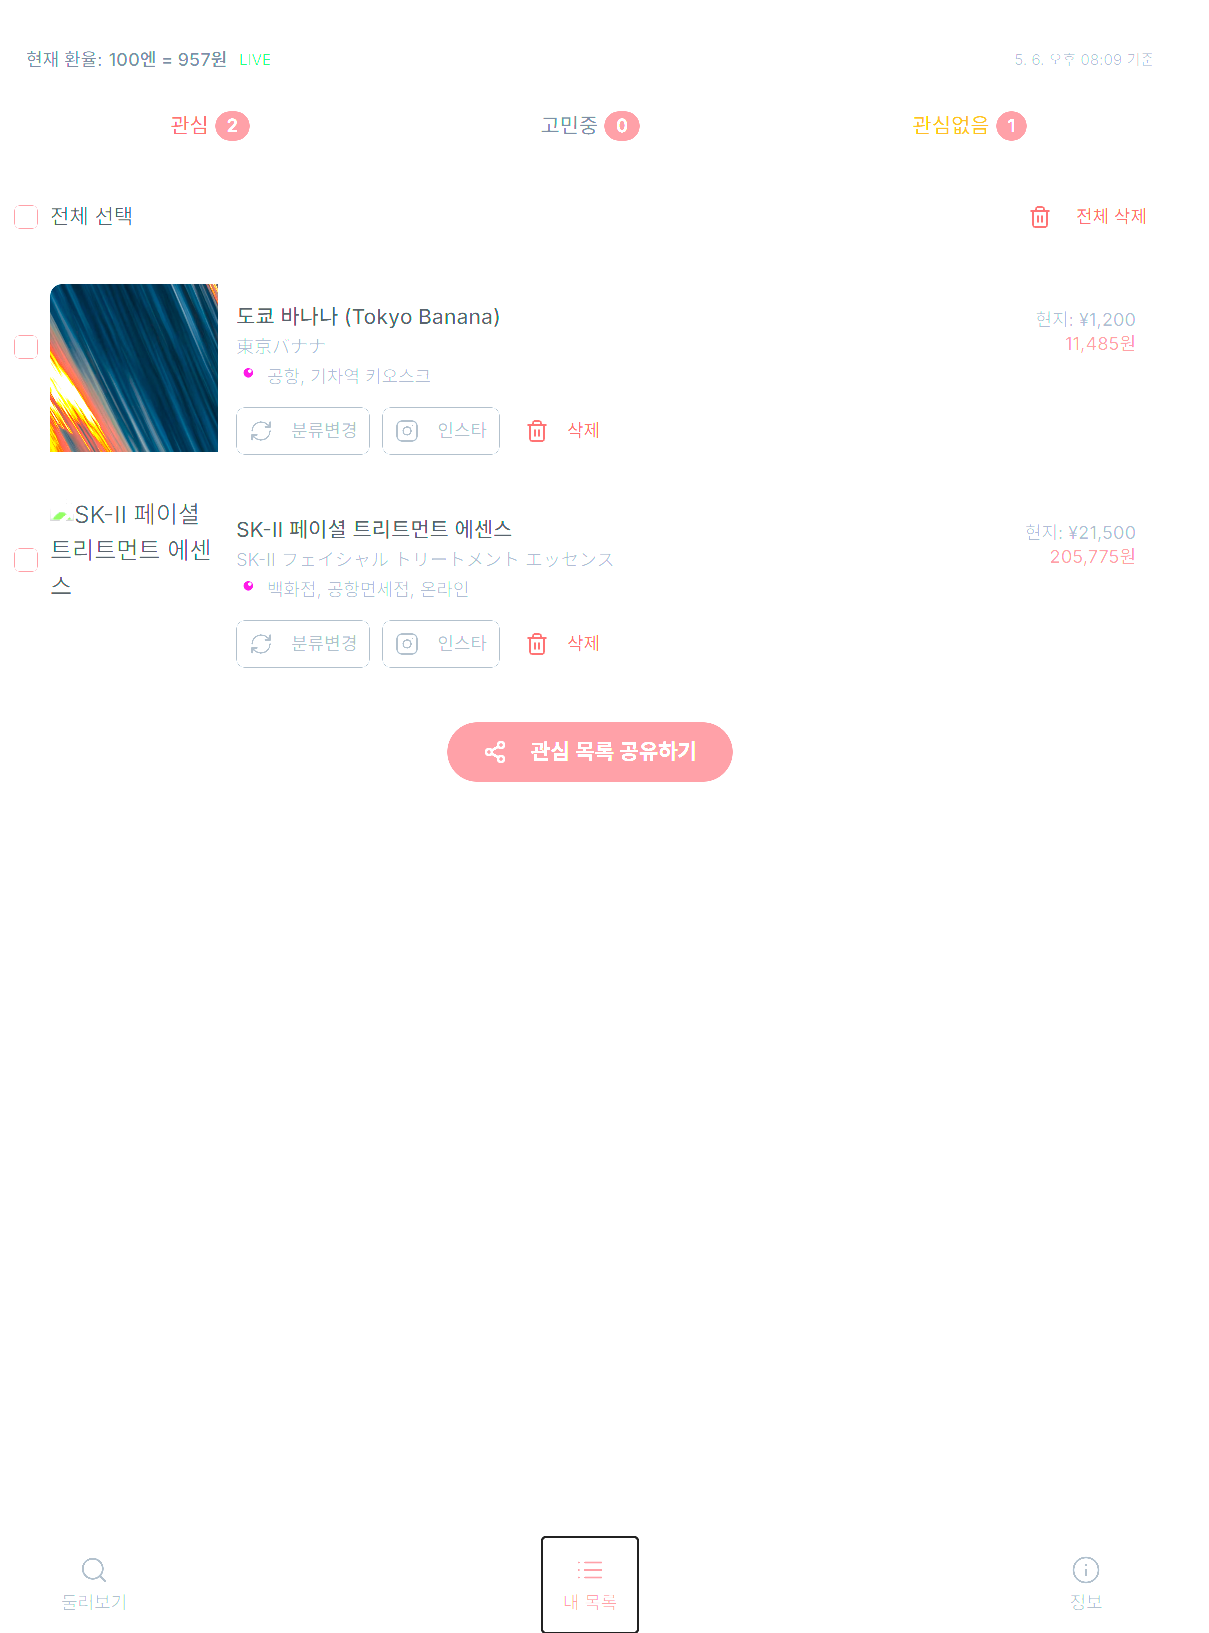 현재 환율: 100엔 = 957원 LIVE
5. 6. 오후 08:09 기준
관심 2
고민중 0
관심없음 1
전체 선택
전체 삭제
도쿄 바나나 (Tokyo Banana)
東京バナナ
공항, 기차역 키오스크
현지: ¥1,200
11,485원
분류변경 인스타 삭제
SK-II 페이셜
트리트먼트 에센
스
SK-II 페이셜 트리트먼트 에센스
SK-II フェイシャル トリートメント エッセンス
백화점, 공항면세점, 온라인
현지: ¥21,500
205,775원
분류변경 인스타 삭제
관심 목록 공유하기
둘러보기
내 목록
정보